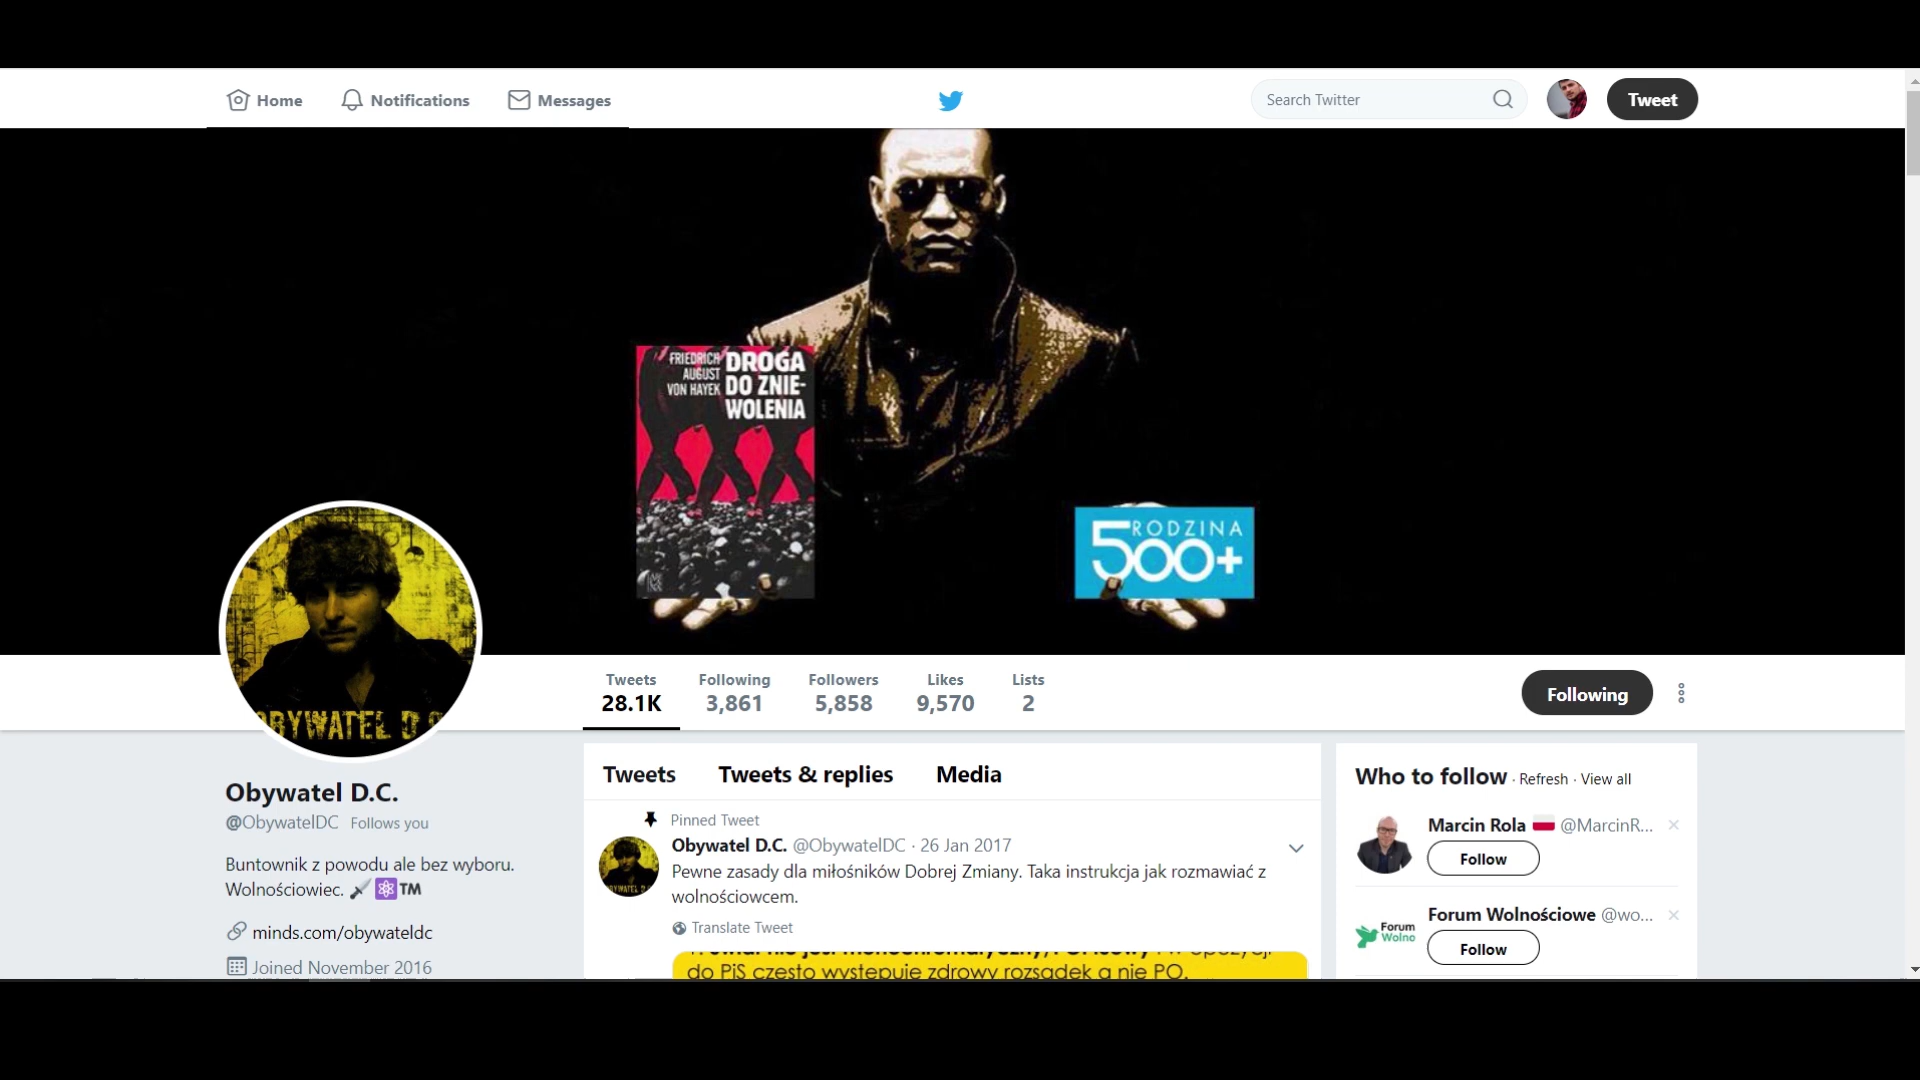 Home
Notifications
Messages
Search Twitter
Tweet
FRIEDRICH
AUGUST
VON HAYEK
DROGA
DO ZNIE-
WOLENIA
RODZINA
500+
OBYWATEL D.C
Tweets
28.1K
Following
3,861
Followers
5,858
Likes
9,570
Lists
2
Following
Obywatel D.C.
@ObywatelDC Follows you
Buntownik z powodu ale bez wyboru.
Wolnościowiec. 🗡️⚛️™️
minds.com/obywateldc
Joined November 2016
Tweets
Tweets & replies
Media
Pinned Tweet
Obywatel D.C. @ObywatelDC · 26 Jan 2017
Pewne zasady dla miłośników Dobrej Zmiany. Taka instrukcja jak rozmawiać z
wolnościowcem.
Translate Tweet
do PiS często występuje zdrowy rozsądek a nie PO.
Who to follow · Refresh · View all
Marcin Rola 🇵🇱 @MarcinR...
Follow
Forum Wolnościowe @wo...
Forum
Wolno
Follow